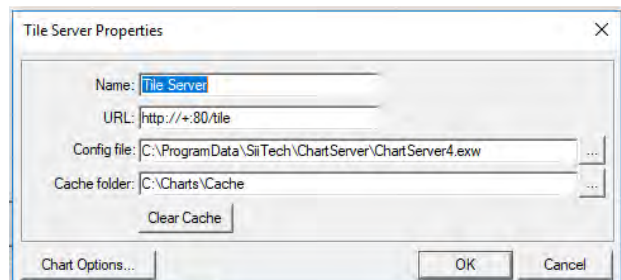 Tile Server Properties
Name: Tile Server
URL: http://+:80/tile
Config file: C:\ProgramData\SiiTech\ChartServer\ChartServer4.exw ...
Cache folder: C:\Charts\Cache ...
Clear Cache
Chart Options... OK Cancel